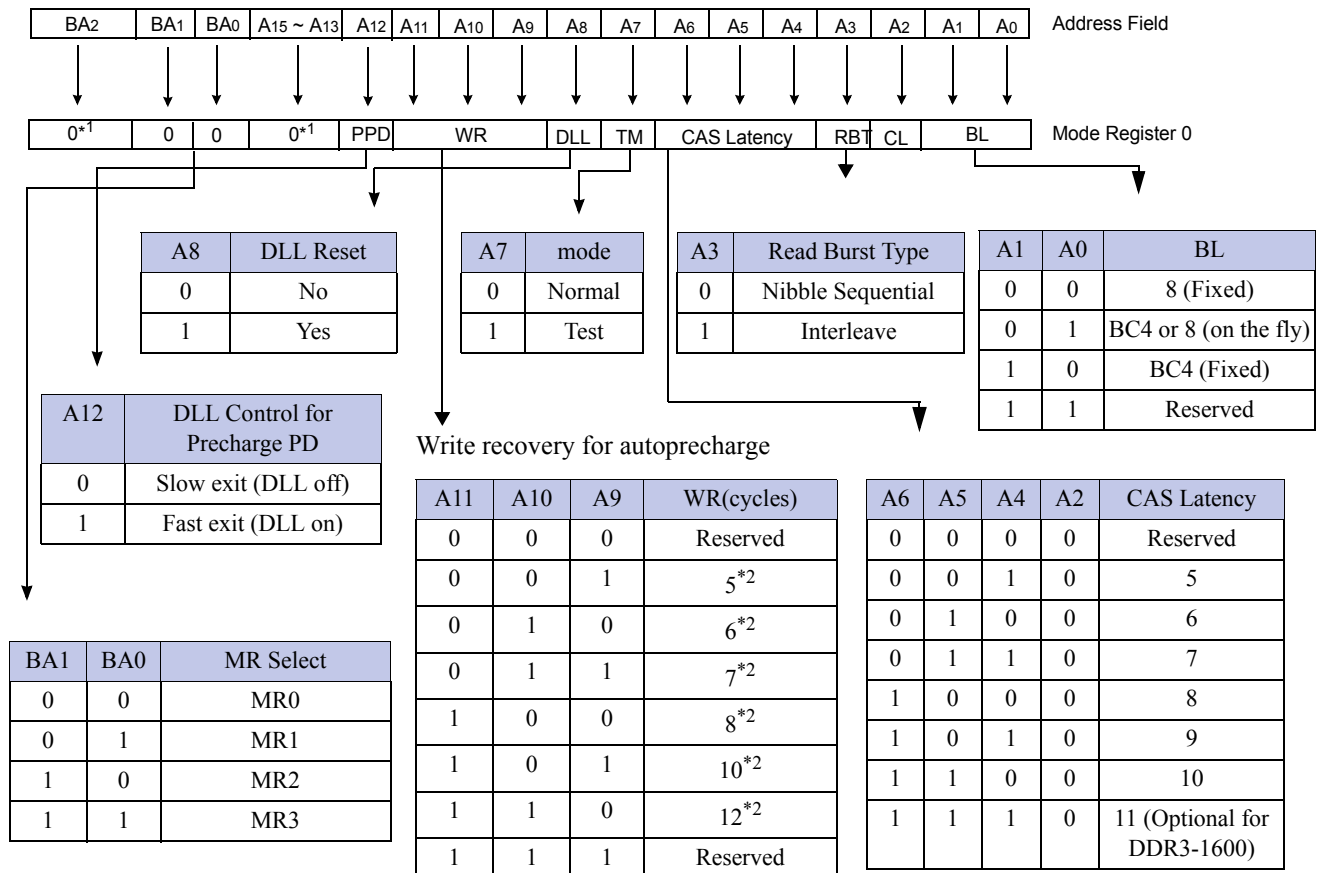 BA2 BA1 BA0 A15 ~ A13 A12 A11 A10 A9 A8 A7 A6 A5 A4 A3 A2 A1 A0 Address Field
0*1 0 0 0*1 PPD WR DLL TM CAS Latency RBT CL BL Mode Register 0
A8 DLL Reset
0 No
1 Yes
A7 mode
0 Normal
1 Test
A3 Read Burst Type
0 Nibble Sequential
1 Interleave
A1 A0 BL
0 0 8 (Fixed)
0 1 BC4 or 8 (on the fly)
1 0 BC4 (Fixed)
1 1 Reserved
A12 DLL Control for
Precharge PD
0 Slow exit (DLL off)
1 Fast exit (DLL on)
Write recovery for autoprecharge
A11 A10 A9 WR(cycles)
0 0 0 Reserved
0 0 1 5*2
0 1 0 6*2
0 1 1 7*2
1 0 0 8*2
1 0 1 10*2
1 1 0 12*2
1 1 1 Reserved
A6 A5 A4 A2 CAS Latency
0 0 0 0 Reserved
0 0 1 0 5
0 1 0 0 6
0 1 1 0 7
1 0 0 0 8
1 0 1 0 9
1 1 0 0 10
1 1 1 0 11 (Optional for
DDR3-1600)
BA1 BA0 MR Select
0 0 MR0
0 1 MR1
1 0 MR2
1 1 MR3